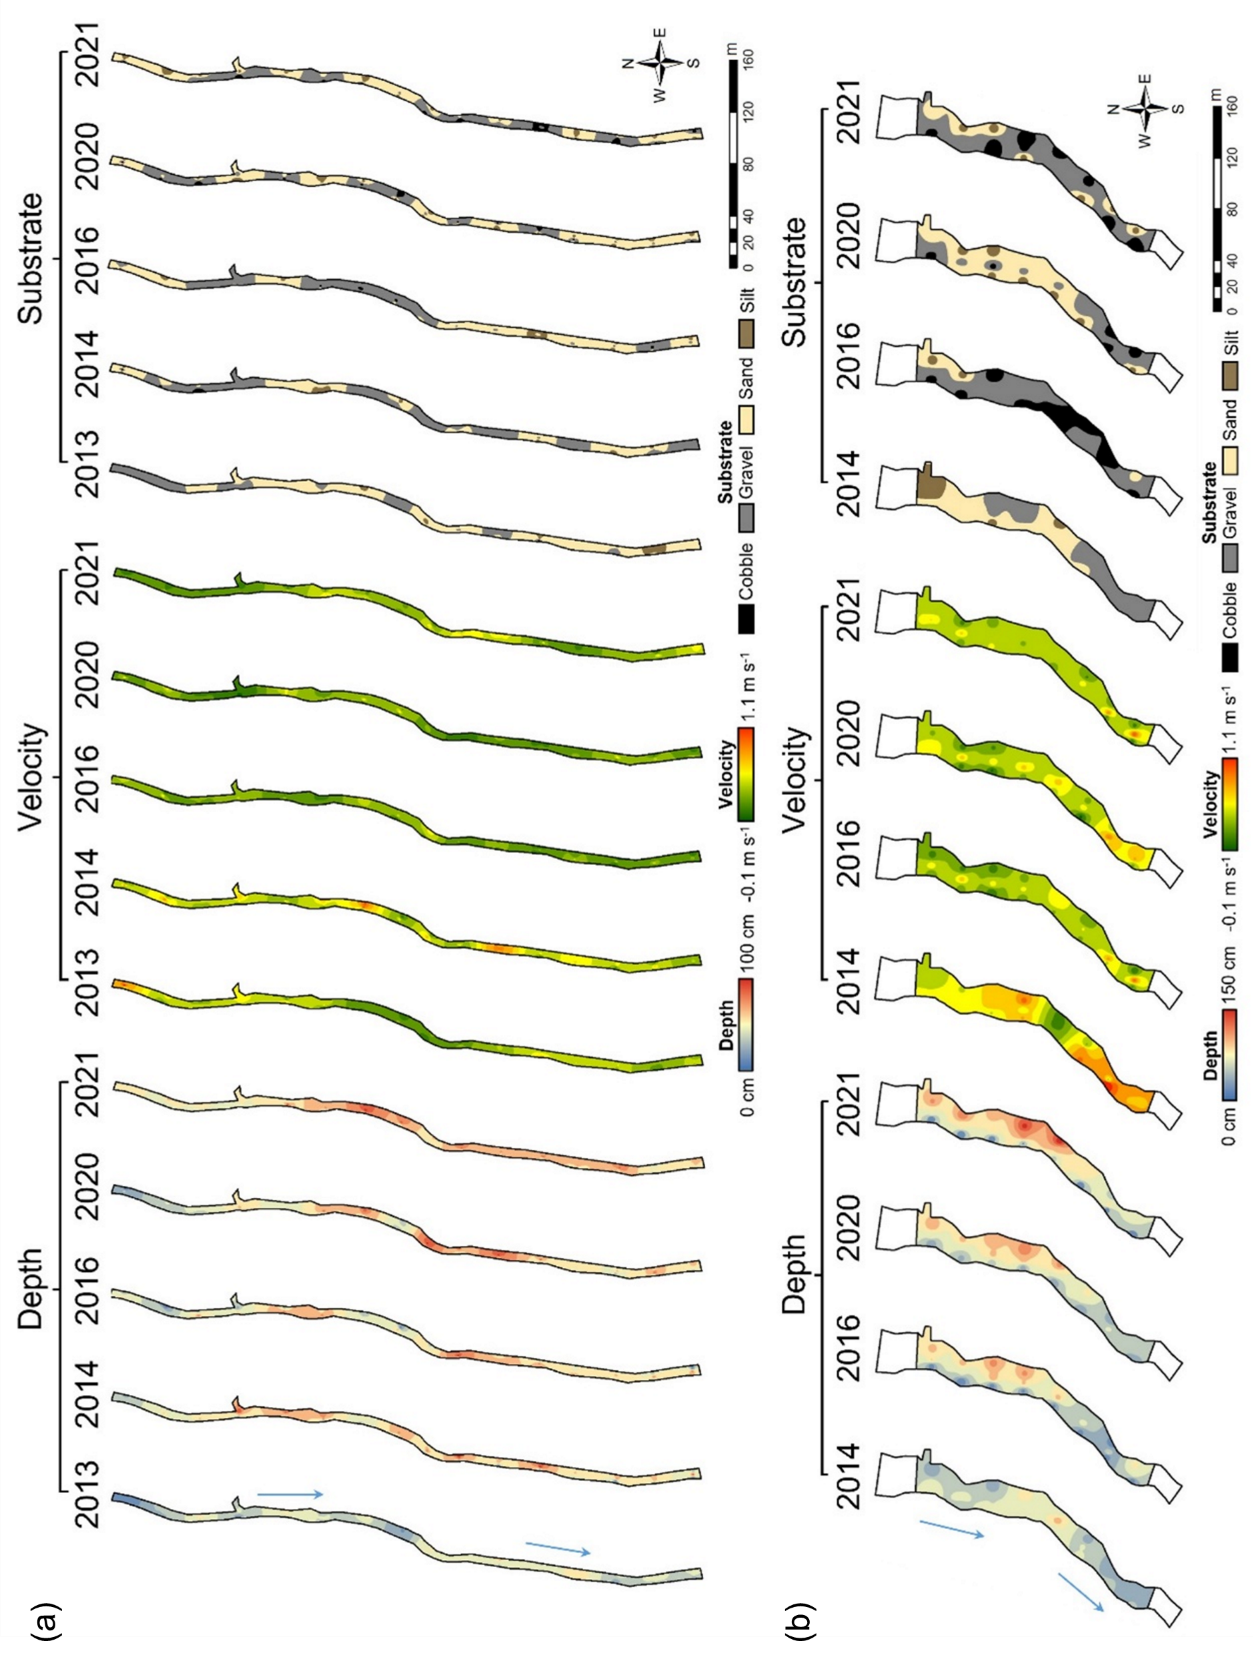 (a)
Depth
Velocity
Substrate
2013
2014
2016
2020
2021
2013
2014
2016
2020
2021
2013
2014
2016
2020
2021
N
E
S
W
Depth
0 cm
100 cm
Velocity
-0.1 m s-1
1.1 m s-1
Substrate
Cobble
Gravel
Sand
Silt
0 20 40 80 120 160
m
(b)
Depth
Velocity
Substrate
2014
2016
2020
2021
2014
2016
2020
2021
2014
2016
2020
2021
N
E
S
W
Depth
0 cm
150 cm
Velocity
-0.1 m s-1
1.1 m s-1
Substrate
Cobble
Gravel
Sand
Silt
0 20 40 80 120 160
m